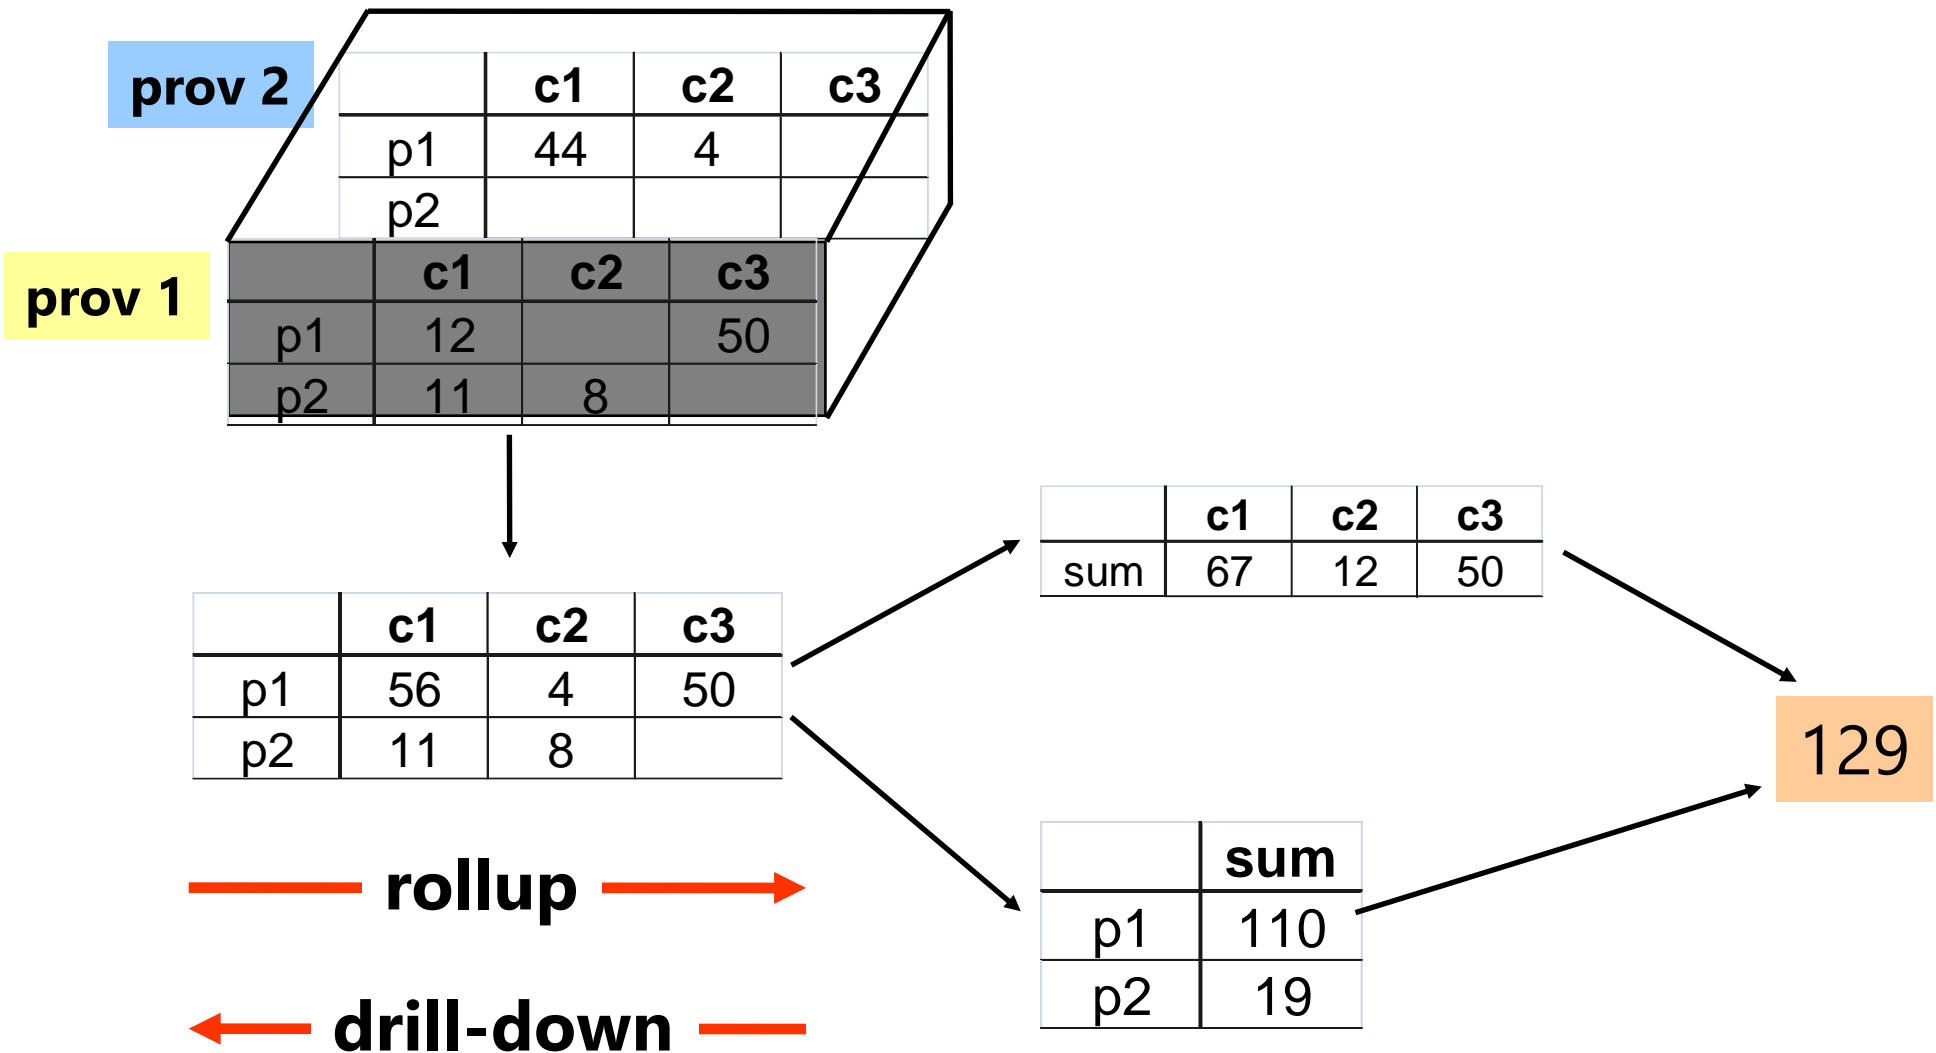 prov 2
c1 c2 c3
p1 44 4
p2
prov 1
c1 c2 c3
p1 12 50
p2 11 8
c1 c2 c3
sum 67 12 50
c1 c2 c3
p1 56 4 50
p2 11 8
129
sum
p1 110
p2 19
rollup
drill-down